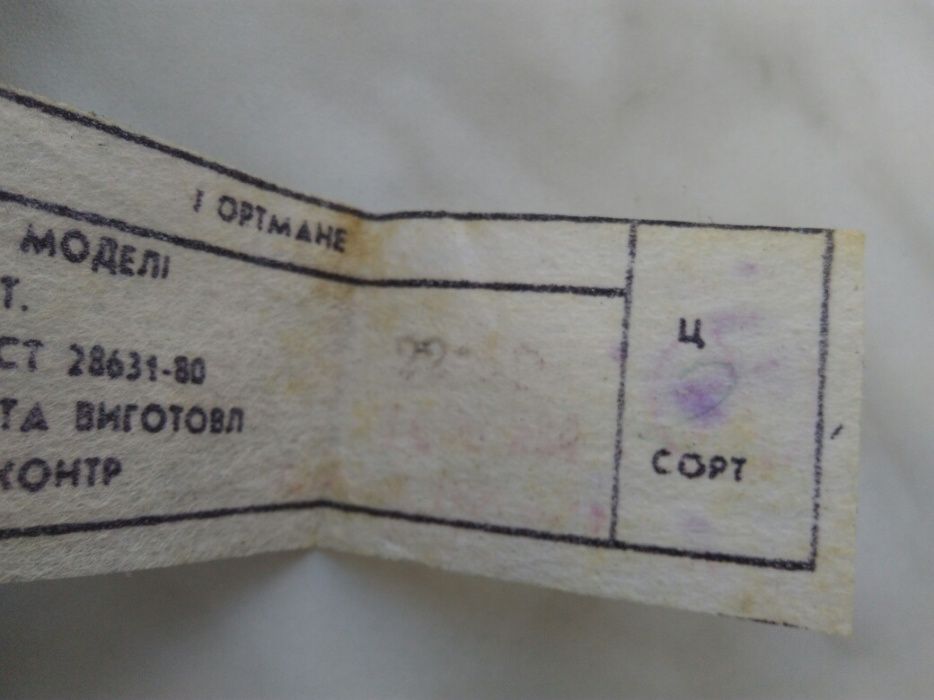 І ОРТМАНЕ
МОДЕЛІ
Т.
СТ 28631-80
ТА ВИГОТОВЛ
КОНТР
Ц
СОРТ